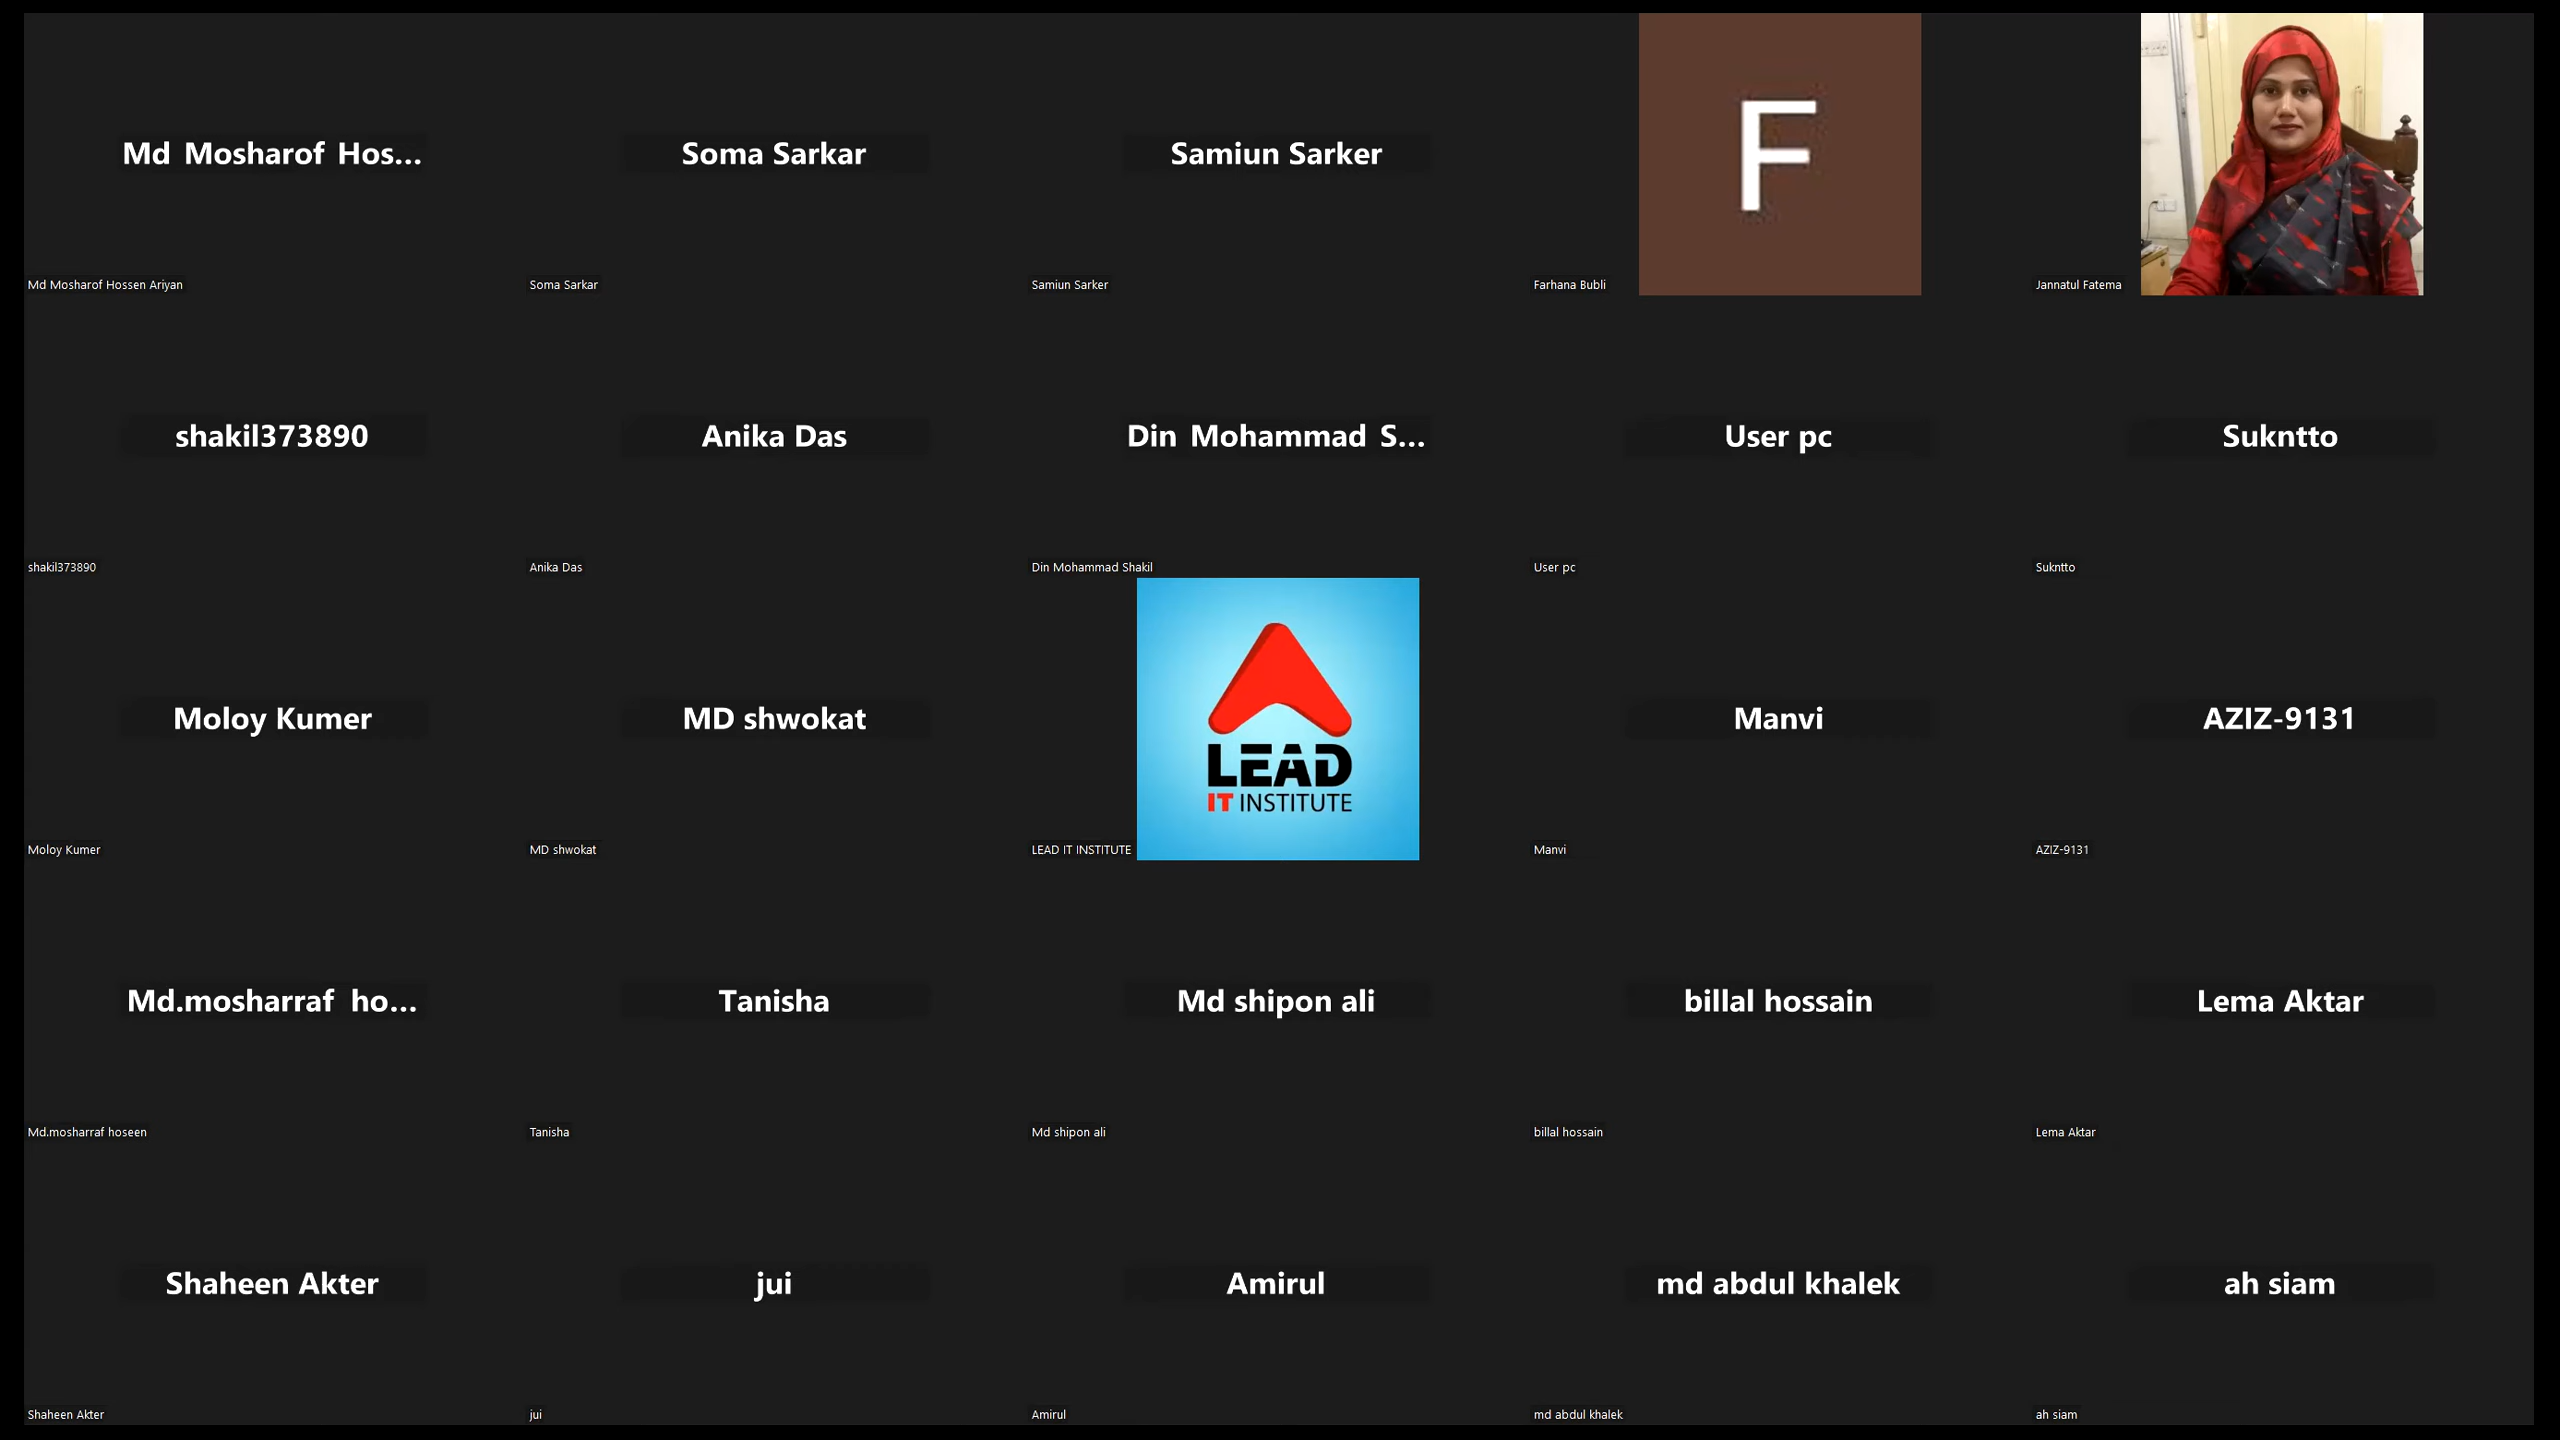 Md Mosharof Hos...
Md Mosharof Hossen Ariyan
Soma Sarkar
Soma Sarkar
Samiun Sarker
Samiun Sarker
F
Farhana Bubli
Jannatul Fatema
shakil373890
shakil373890
Anika Das
Anika Das
Din Mohammad S...
Din Mohammad Shakil
User pc
User pc
Sukntto
Sukntto
Moloy Kumer
Moloy Kumer
MD shwokat
MD shwokat
LEAD
IT INSTITUTE
LEAD IT INSTITUTE
Manvi
Manvi
AZIZ-9131
AZIZ-9131
Md.mosharraf ho...
Md.mosharraf hoseen
Tanisha
Tanisha
Md shipon ali
Md shipon ali
billal hossain
billal hossain
Lema Aktar
Lema Aktar
Shaheen Akter
Shaheen Akter
jui
jui
Amirul
Amirul
md abdul khalek
md abdul khalek
ah siam
ah siam